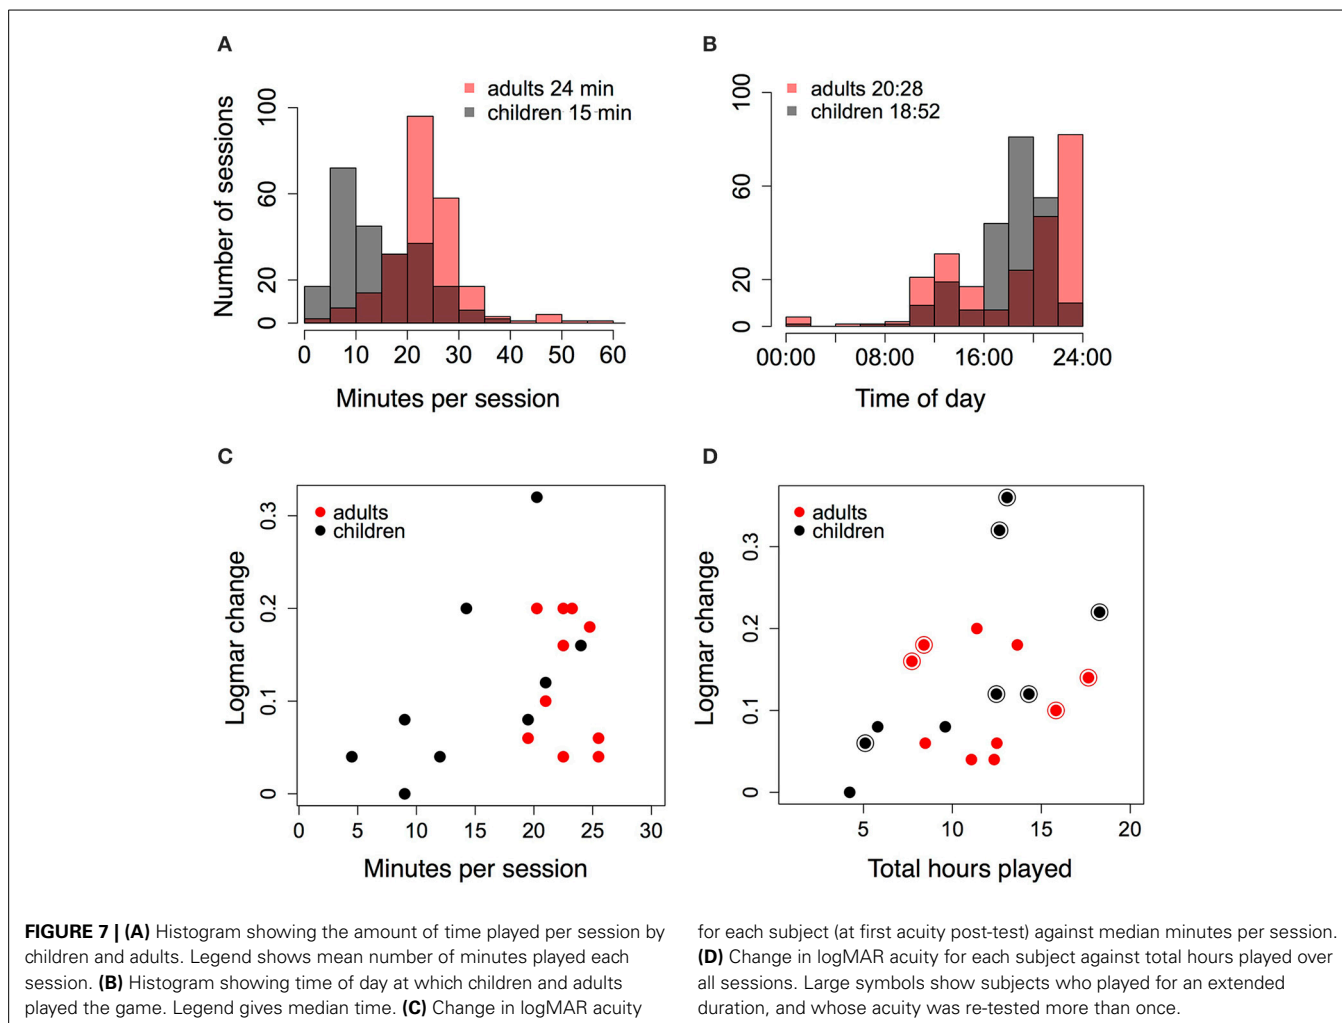 A
adults 24 min
children 15 min
Number of sessions
100
60
20
0
0 10 20 30 40 50 60
Minutes per session
B
adults 20:28
children 18:52
100
60
20
0
00:00 08:00 16:00 24:00
Time of day
C
adults
children
Logmar change
0.3
0.2
0.1
0
0 5 10 15 20 25 30
Minutes per session
D
adults
children
Logmar change
0.3
0.2
0.1
0
5 10 15 20
Total hours played
FIGURE 7 | (A) Histogram showing the amount of time played per session by
children and adults. Legend shows mean number of minutes played each
session. (B) Histogram showing time of day at which children and adults
played the game. Legend gives median time. (C) Change in logMAR acuity
for each subject (at first acuity post-test) against median minutes per session.
(D) Change in logMAR acuity for each subject against total hours played over
all sessions. Large symbols show subjects who played for an extended
duration, and whose acuity was re-tested more than once.